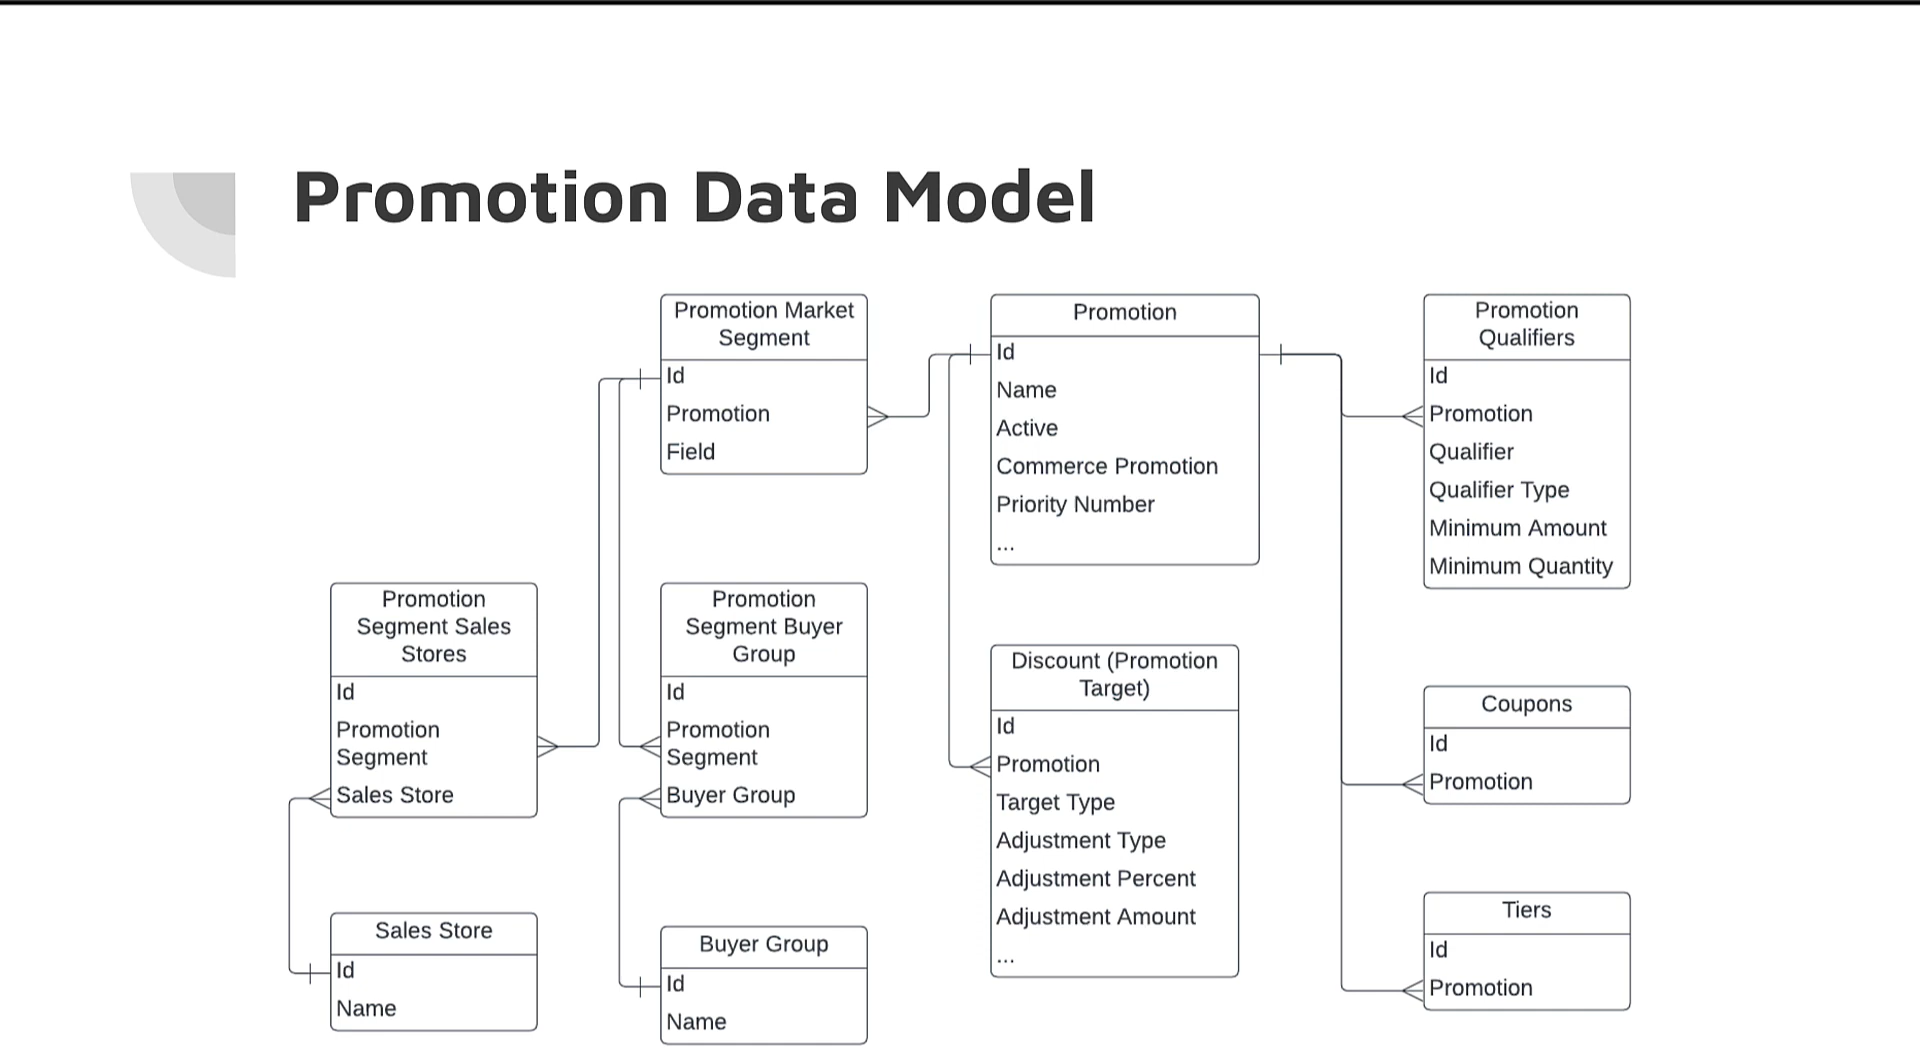 Promotion Data Model
Promotion Market
Segment
Id
Promotion
Field
Promotion
Id
Name
Active
Commerce Promotion
Priority Number
...
Promotion
Qualifiers
Id
Promotion
Qualifier
Qualifier Type
Minimum Amount
Minimum Quantity
Promotion
Segment Sales
Stores
Id
Promotion
Segment
Sales Store
Promotion
Segment Buyer
Group
Id
Promotion
Segment
Buyer Group
Discount (Promotion
Target)
Id
Promotion
Target Type
Adjustment Type
Adjustment Percent
Adjustment Amount
...
Coupons
Id
Promotion
Sales Store
Id
Name
Buyer Group
Id
Name
Tiers
Id
Promotion